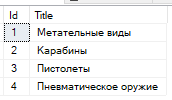 Id Title
1 Метательные виды
2 Карабины
3 Пистолеты
4 Пневматическое оружие